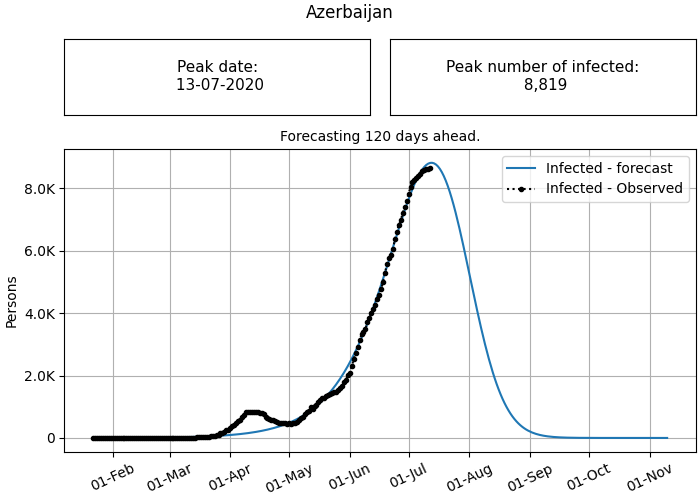 Azerbaijan
Peak date:
13-07-2020
Peak number of infected:
8,819
Forecasting 120 days ahead.
Infected - forecast
Infected - Observed
Persons
8.0K
6.0K
4.0K
2.0K
0
01-Feb
01-Mar
01-Apr
01-May
01-Jun
01-Jul
01-Aug
01-Sep
01-Oct
01-Nov